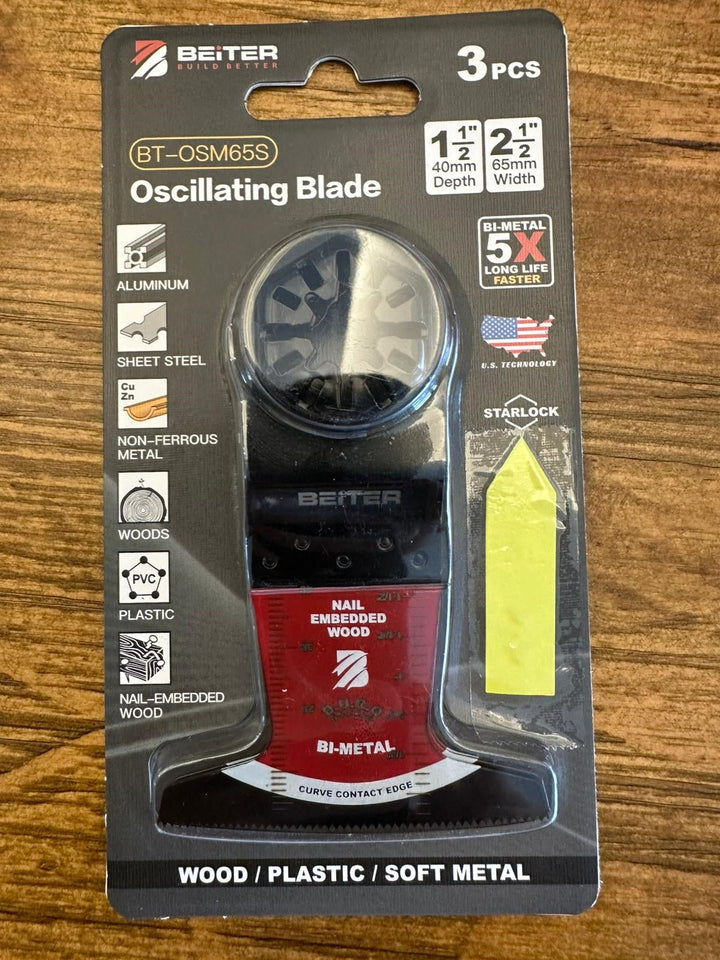 BEiTER
BUILD BETTER
3 PCS
BT-OSM65S
Oscillating Blade
1 1/2" 2 1/2"
40mm 65mm
Depth Width
BI-METAL
5X
LONG LIFE
FASTER
U.S. TECHNOLOGY
STARLOCK
ALUMINUM
SHEET STEEL
Cu
Zn
NON-FERROUS
METAL
WOODS
PVC
PLASTIC
NAIL-EMBEDDED
WOOD
BEiTER
NAIL
EMBEDDED
WOOD
BI-METAL
CURVE CONTACT EDGE
WOOD / PLASTIC / SOFT METAL